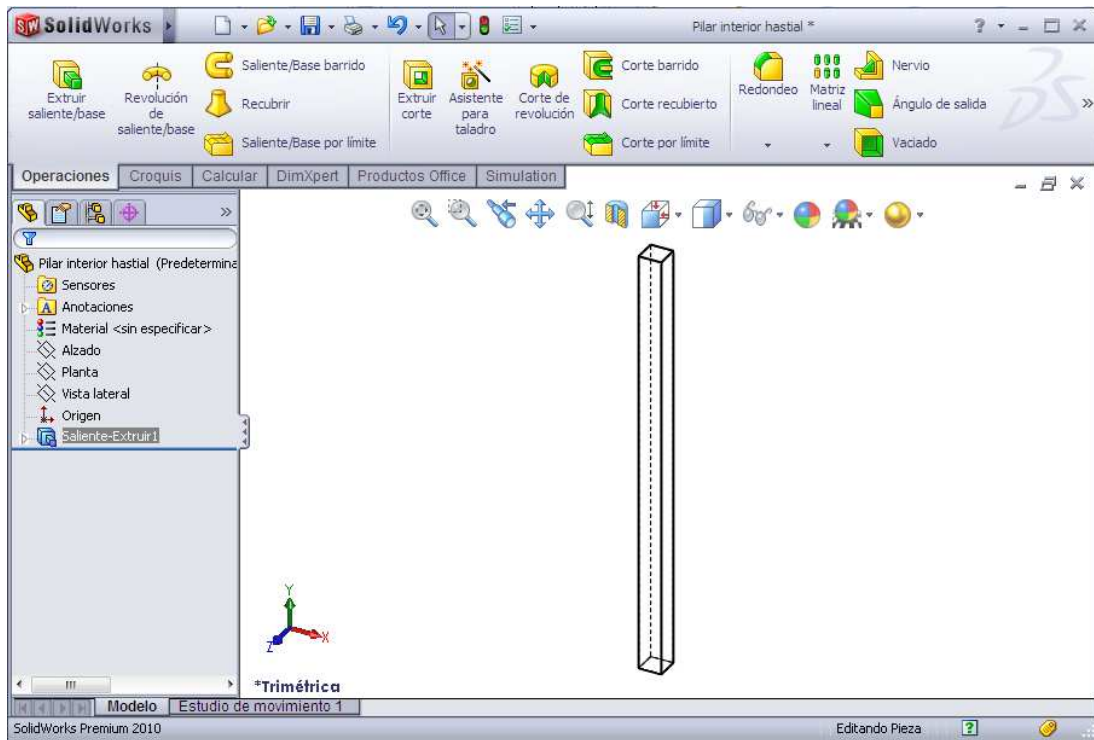 SolidWorks
Pilar interior hastial *
Extruir saliente/base
Revolución de saliente/base
Saliente/Base barrido
Recubrir
Saliente/Base por límite
Extruir corte
Asistente para taladro
Corte de revolución
Corte barrido
Corte recubierto
Corte por límite
Redondeo
Matriz lineal
Nervio
Ángulo de salida
Vaciado
Operaciones
Croquis
Calcular
DimXpert
Productos Office
Simulation
Pilar interior hastial (Predetermina
Sensores
Anotaciones
Material <sin especificar>
Alzado
Planta
Vista lateral
Origen
Saliente-Extruir1
Y
X
Z
*Trimétrica
Modelo
Estudio de movimiento 1
SolidWorks Premium 2010
Editando Pieza